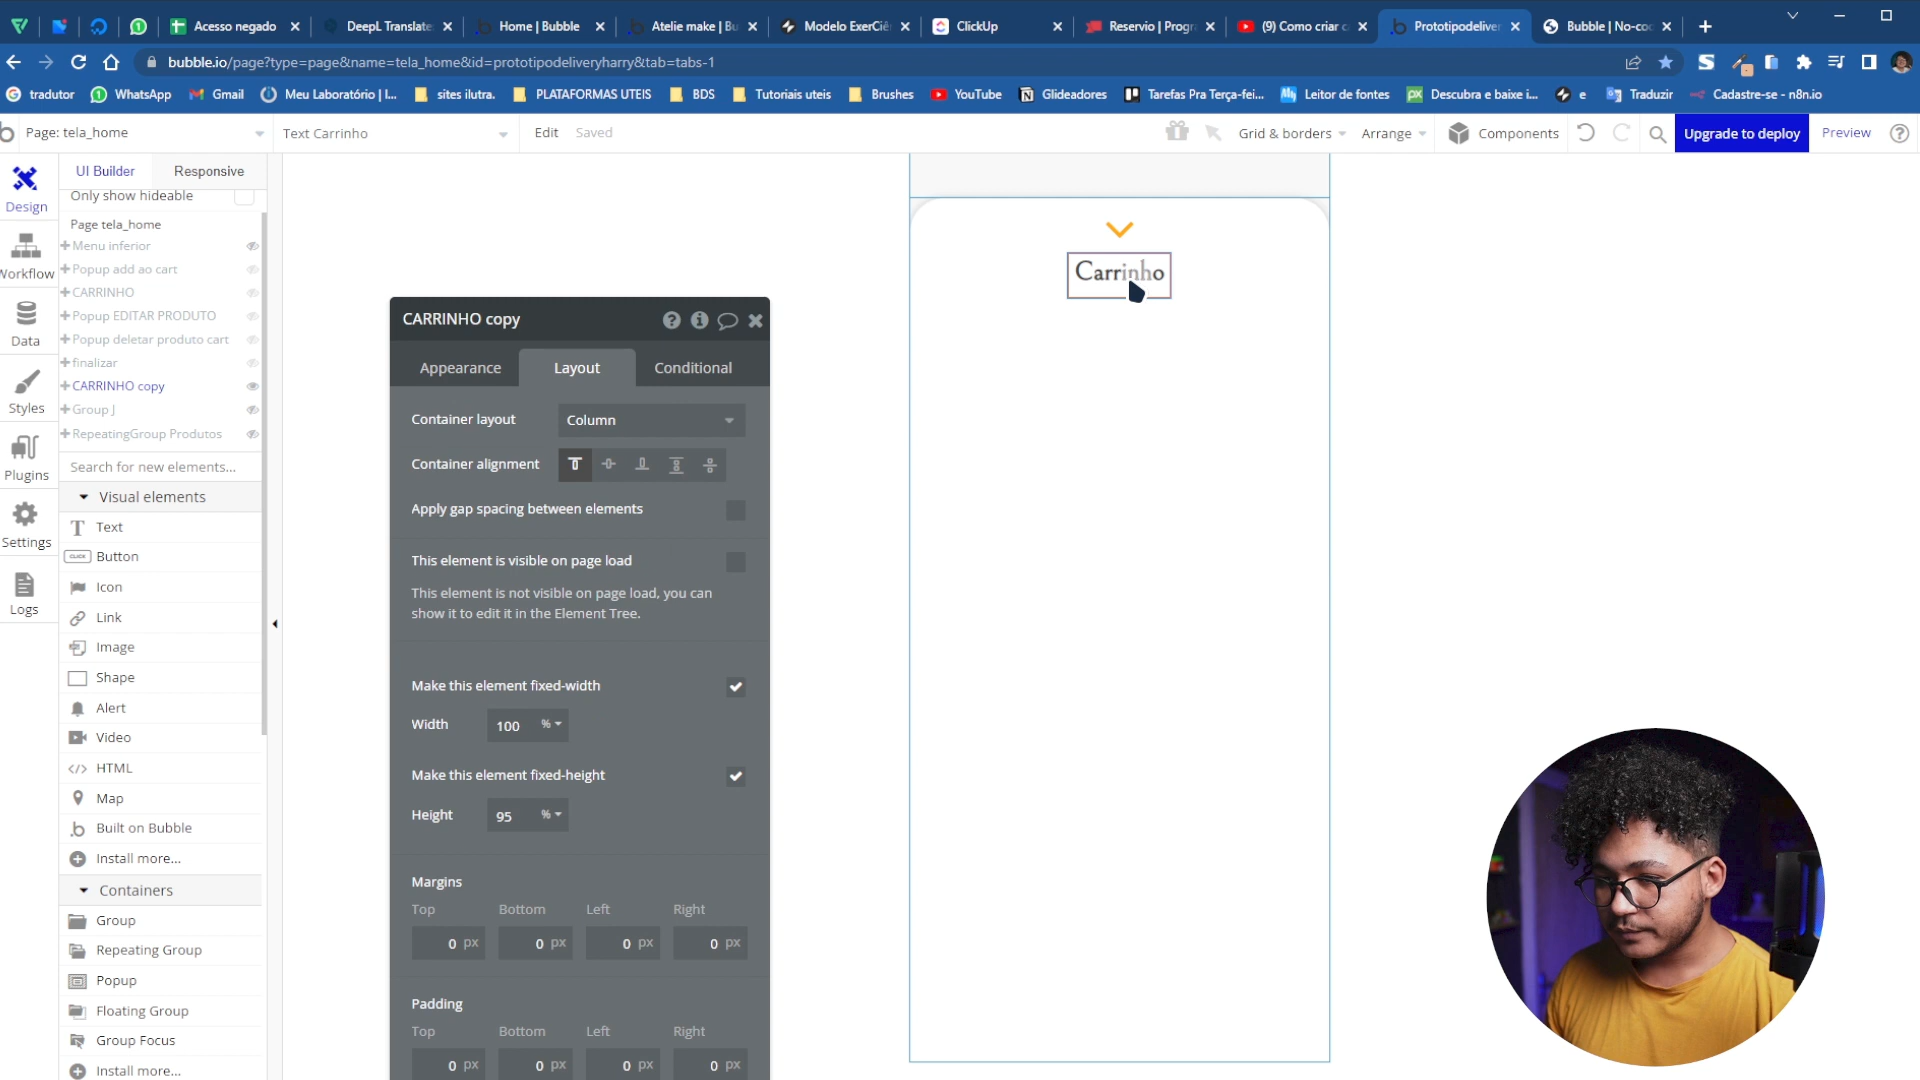 Acesso negado
DeepL Translate
Home | Bubble
Atelie make | Bu
Modelo ExerCiê
ClickUp
Reservio | Progr
(9) Como criar c
Prototipodeliver
Bubble | No-co
bubble.io/page?type=page&name=tela_home&id=prototipodeliveryharry&tab=tabs-1
tradutor
WhatsApp
Gmail
Meu Laboratório | l...
sites ilutra.
PLATAFORMAS UTEIS
BDS
Tutoriais uteis
Brushes
YouTube
Glideadores
Tarefas Pra Terça-fei...
Leitor de fontes
Descubra e baixe i...
e
Traduzir
Cadastre-se - n8n.io
Page: tela_home
Text Carrinho
Edit
Saved
Grid & borders
Arrange
Components
Upgrade to deploy
Preview
UI Builder
Responsive
Design
Workflow
Data
Styles
Plugins
Settings
Logs
Only show hideable
Page tela_home
Menu inferior
Popup add ao cart
CARRINHO
Popup EDITAR PRODUTO
Popup deletar produto cart
finalizar
CARRINHO copy
Group J
RepeatingGroup Produtos
Search for new elements...
Visual elements
Text
CLICK Button
Icon
Link
Image
Shape
Alert
Video
HTML
Map
Built on Bubble
Install more...
Containers
Group
Repeating Group
Popup
Floating Group
Group Focus
Install more...
CARRINHO copy
Appearance
Layout
Conditional
Container layout
Column
Container alignment
Apply gap spacing between elements
This element is visible on page load
This element is not visible on page load, you can
show it to edit it in the Element Tree.
Make this element fixed-width
Width
100 %
Make this element fixed-height
Height
95 %
Margins
Top Bottom Left Right
0 px 0 px 0 px 0 px
Padding
Top Bottom Left Right
0 px 0 px 0 px 0 px
Carrinho